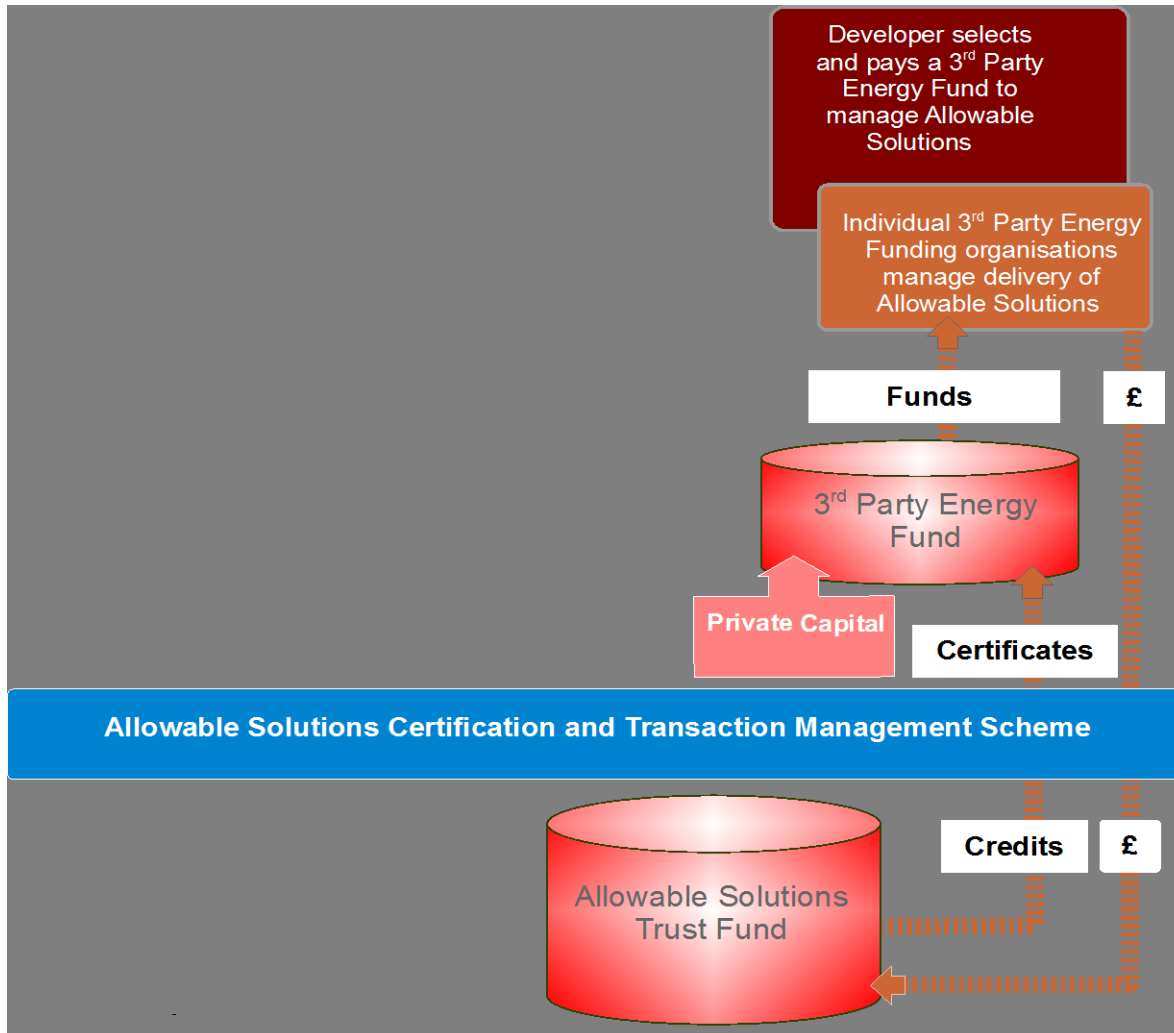 Developer selects
and pays a 3rd Party
Energy Fund to
manage Allowable
Solutions
Individual 3rd Party Energy
Funding organisations
manage delivery of
Allowable Solutions
Funds
£
3rd Party Energy
Fund
Private Capital
Certificates
Allowable Solutions Certification and Transaction Management Scheme
Credits
£
Allowable Solutions
Trust Fund
-